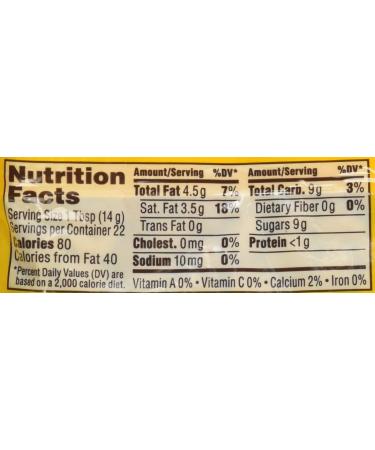 Nutrition
Facts
Serving Size 1 Tbsp (14 g)
Servings per Container 22
Calories 80
Calories from Fat 40
*Percent Daily Values (DV) are
based on a 2,000 calorie diet.
Amount/Serving %DV*
Total Fat 4.5g 7%
Sat. Fat 3.5g 18%
Trans Fat 0g
Cholest. 0mg 0%
Sodium 10mg 0%
Amount/Serving %DV*
Total Carb. 9g 3%
Dietary Fiber 0g 0%
Sugars 9g
Protein <1g
Vitamin A 0% • Vitamin C 0% • Calcium 2% • Iron 0%